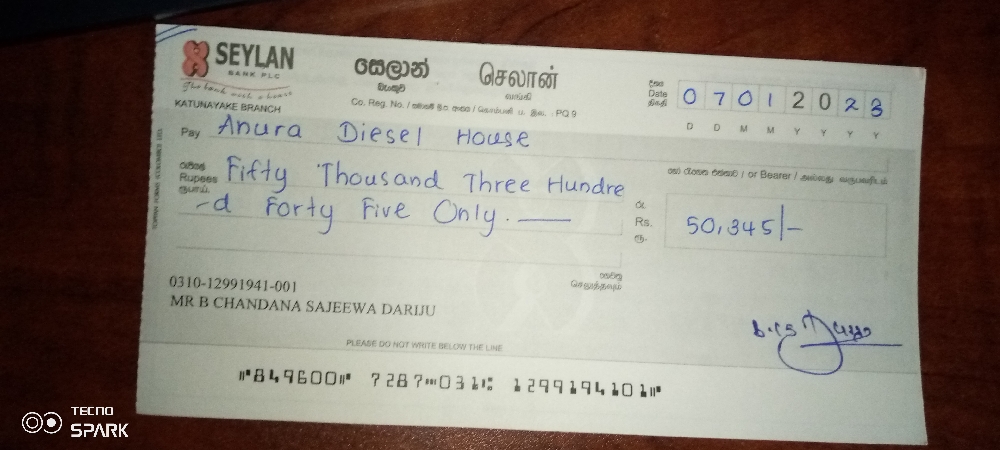 SEYLAN
BANK PLC
The bank with a heart
KATUNAYAKE BRANCH
සෙලාන්
බැංකුව
செலான்
வங்கி
Co. Reg. No. / PQ 9
Date
0 7 0 1 2 0 2 3
D D M M Y Y Y Y
Pay Anura Diesel House
or Bearer /
Rupees Fifty Thousand Three Hundre
-d Forty Five Only.
රු.
Rs. 50,345/-
ரூ.
0310-12991941-001
MR B CHANDANA SAJEEWA DARIJU
PLEASE DO NOT WRITE BELOW THE LINE
⑈849600⑈ 7287⑉031⑆ 1299194101⑈
TECNO
SPARK